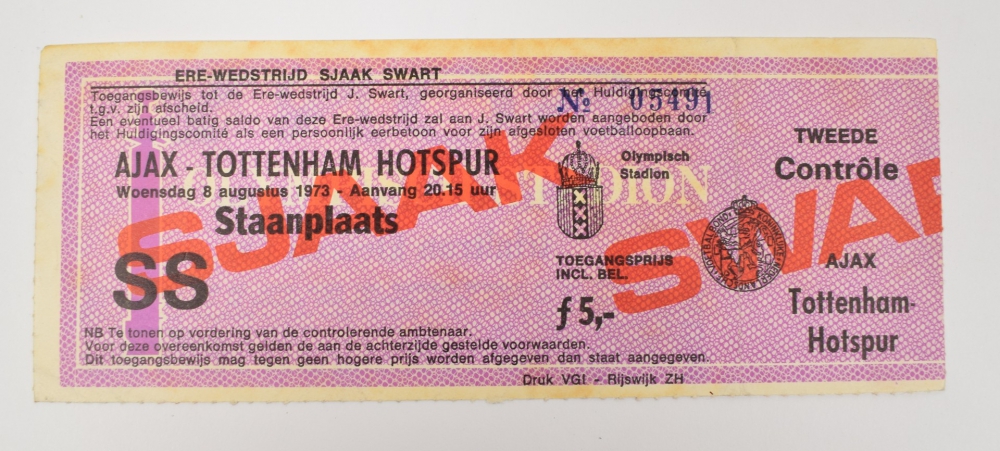 ERE-WEDSTRIJD SJAAK SWART
Toegangsbewijs tot de Ere-wedstrijd J. Swart, georganiseerd door het Huldigingscomité
t.g.v. zijn afscheid.
Nº 05491
Een eventueel batig saldo van deze Ere-wedstrijd zal aan J. Swart worden aangeboden door
het Huldigingscomité als een persoonlijk eerbetoon voor zijn afgesloten voetballoopbaan.
AJAX - TOTTENHAM HOTSPUR
Woensdag 8 augustus 1973 - Aanvang 20.15 uur
Staanplaats
SS
Olympisch
Stadion
TOEGANGSPRIJS
INCL. BEL.
ƒ 5,-
SJAAK SWAR
NB Te tonen op vordering van de controlerende ambtenaar.
Voor deze overeenkomst gelden de aan de achterzijde gestelde voorwaarden.
Dit toegangsbewijs mag tegen geen hogere prijs worden afgegeven dan staat aangegeven.
Druk VGI - Rijswijk ZH
TWEEDE
Contrôle
AJAX
Tottenham-
Hotspur